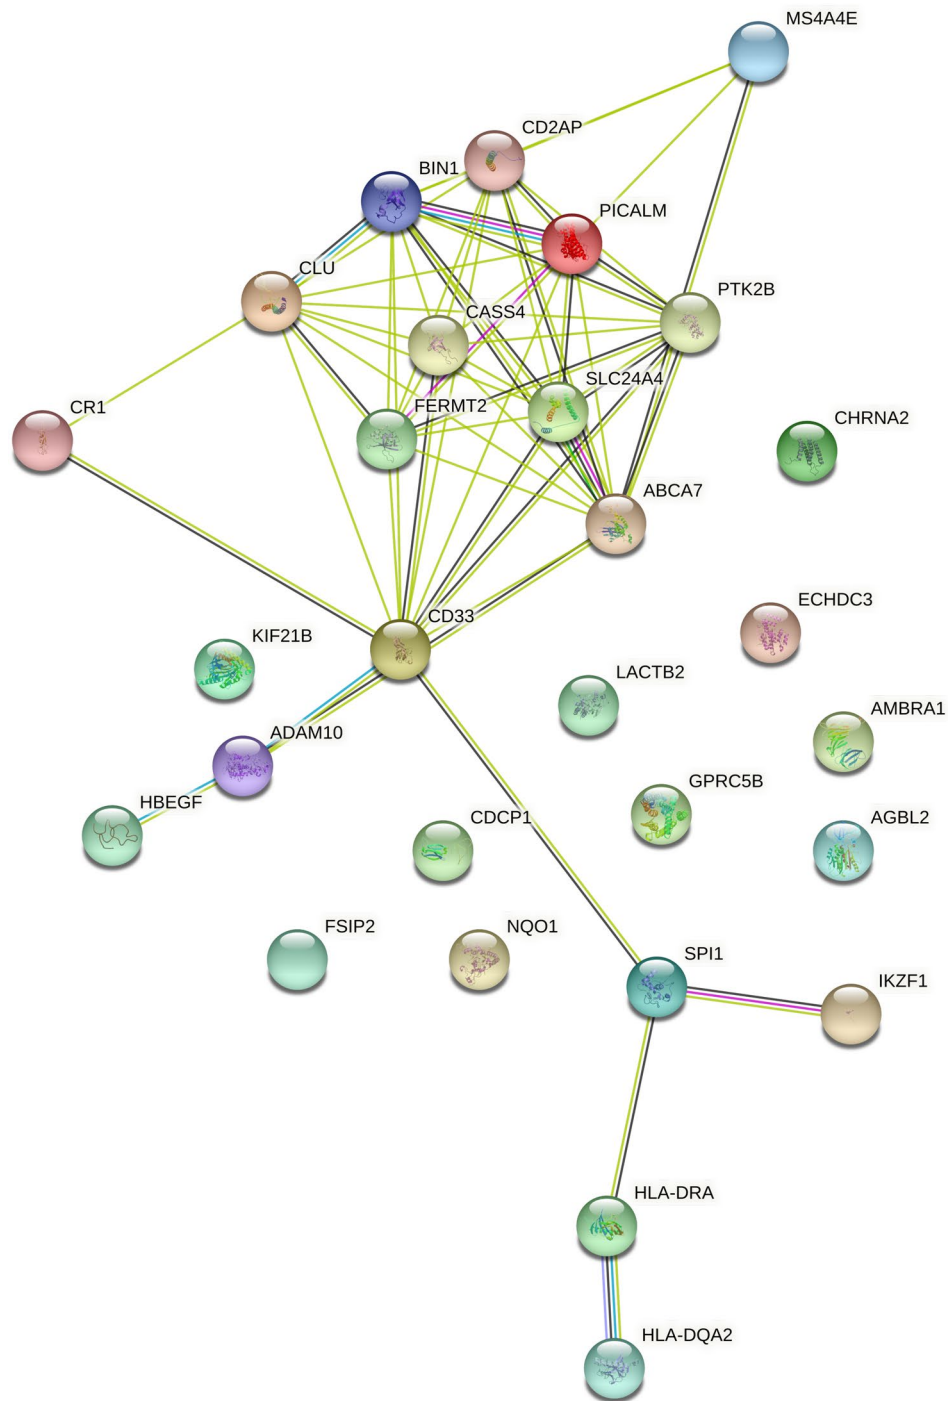 MS4A4E
CD2AP
BIN1
PICALM
CLU
PTK2B
CASS4
SLC24A4
CR1
FERMT2
CHRNA2
ABCA7
ECHDC3
CD33
KIF21B
LACTB2
AMBRA1
ADAM10
GPRC5B
HBEGF
CDCP1
AGBL2
FSIP2
NQO1
SPI1
IKZF1
HLA-DRA
HLA-DQA2